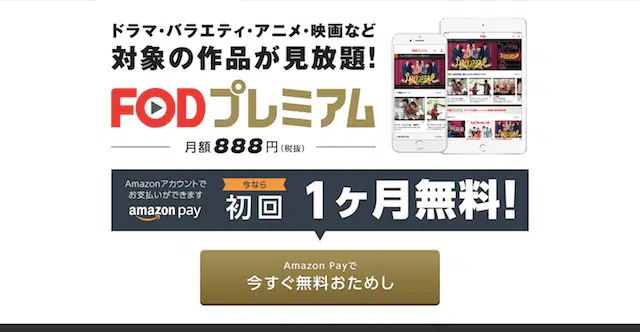 ドラマ・バラエティ・アニメ・映画など
対象の作品が見放題!
FODプレミアム
月額888円(税抜)
Amazonアカウントで
お支払いができます
amazon pay
今なら
初回
1ヶ月無料!
Amazon Payで
今すぐ無料おためし